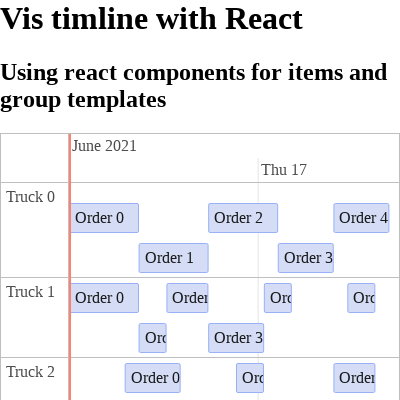 Vis timline with React
Using react components for items and
group templates
June 2021
Thu 17
Truck 0
Order 0
Order 2
Order 4
Order 1
Order 3
Truck 1
Order 0
Order
Orc
Orc
Orc
Order 3
Truck 2
Order 0
Orc
Order